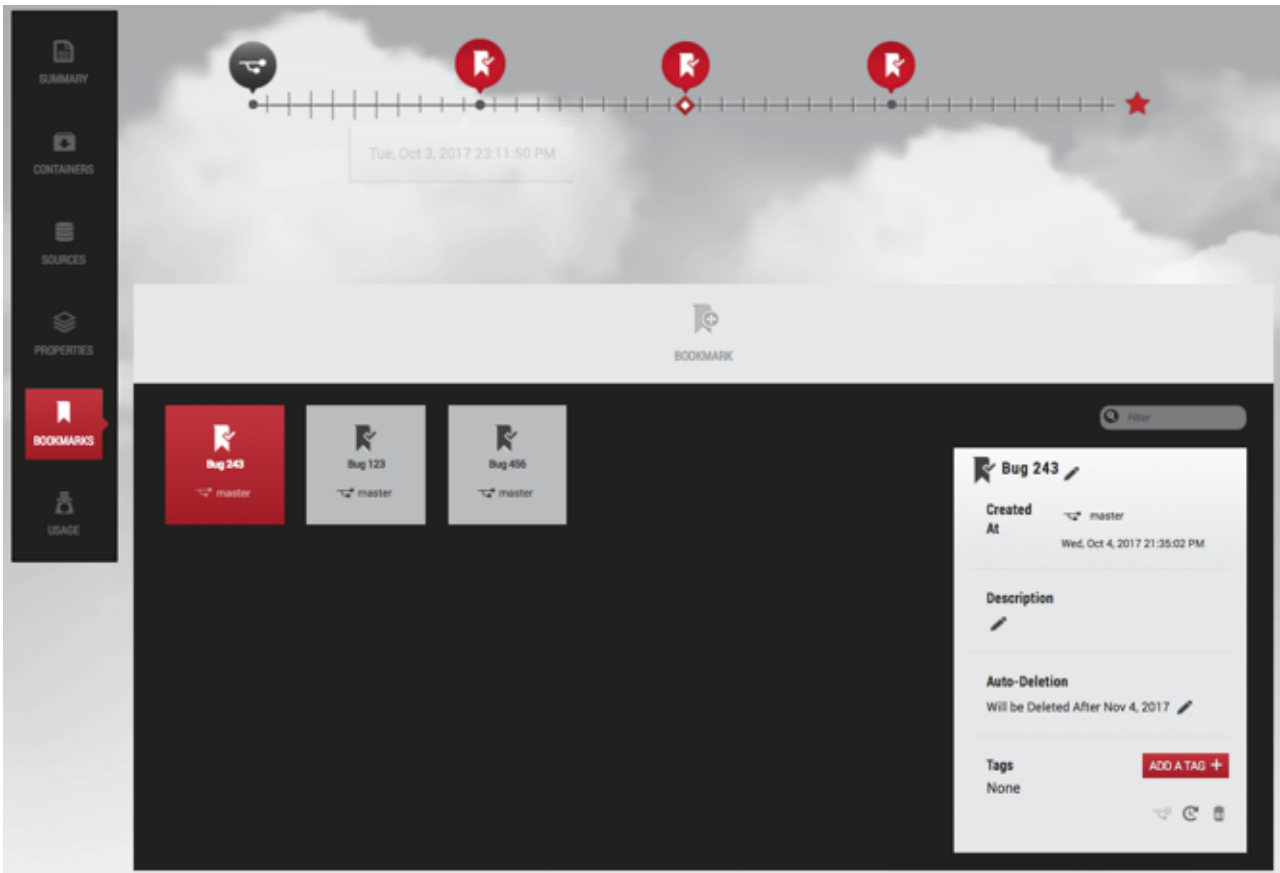 SUMMARY
CONTAINERS
SOURCES
PROPERTIES
BOOKMARKS
USAGE
Tue, Oct 3, 2017 23:11:50 PM
BOOKMARK
Bug 243
master
Bug 123
master
Bug 456
master
Filter
Bug 243
Created
At
master
Wed, Oct 4, 2017 21:35:02 PM
Description
Auto-Deletion
Will be Deleted After Nov 4, 2017
Tags
ADD A TAG +
None